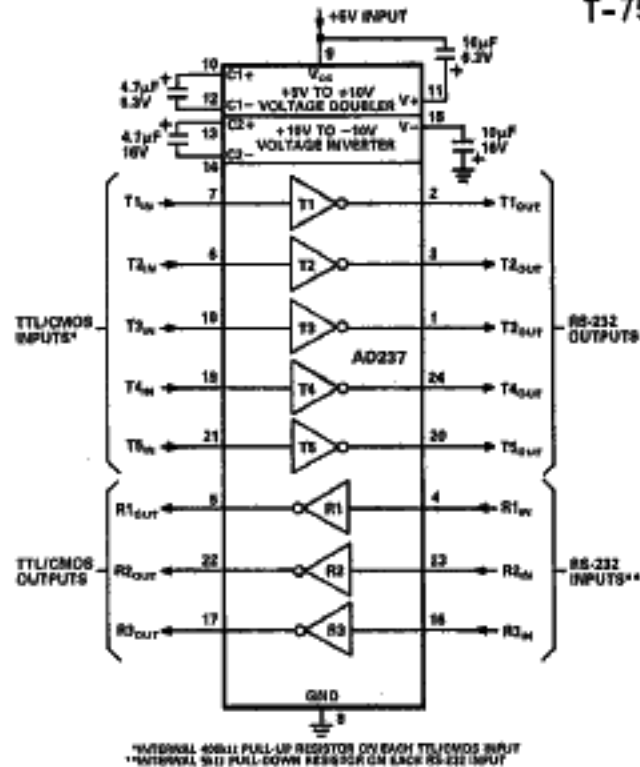 T-75
+5V INPUT
9
V_CC
10µF
6.3V
+
10
C1+
4.7µF
6.3V
+
12
C1−
+5V TO +10V
VOLTAGE DOUBLER
V+
11
13
C2+
4.7µF
16V
+
14
C2−
+10V TO −10V
VOLTAGE INVERTER
V−
15
10µF
16V
+
T1IN
7
T1
2
T1OUT
T2IN
6
T2
3
T2OUT
TTL/CMOS
INPUTS*
T3IN
18
T3
1
T3OUT
RS-232
OUTPUTS
AD237
T4IN
19
T4
24
T4OUT
T5IN
21
T5
20
T5OUT
R1OUT
5
R1
4
R1IN
TTL/CMOS
OUTPUTS
R2OUT
22
R2
23
R2IN
RS-232
INPUTS**
R3OUT
17
R3
16
R3IN
GND
8
*INTERNAL 400kΩ PULL-UP RESISTOR ON EACH TTL/CMOS INPUT
**INTERNAL 5kΩ PULL-DOWN RESISTOR ON EACH RS-232 INPUT